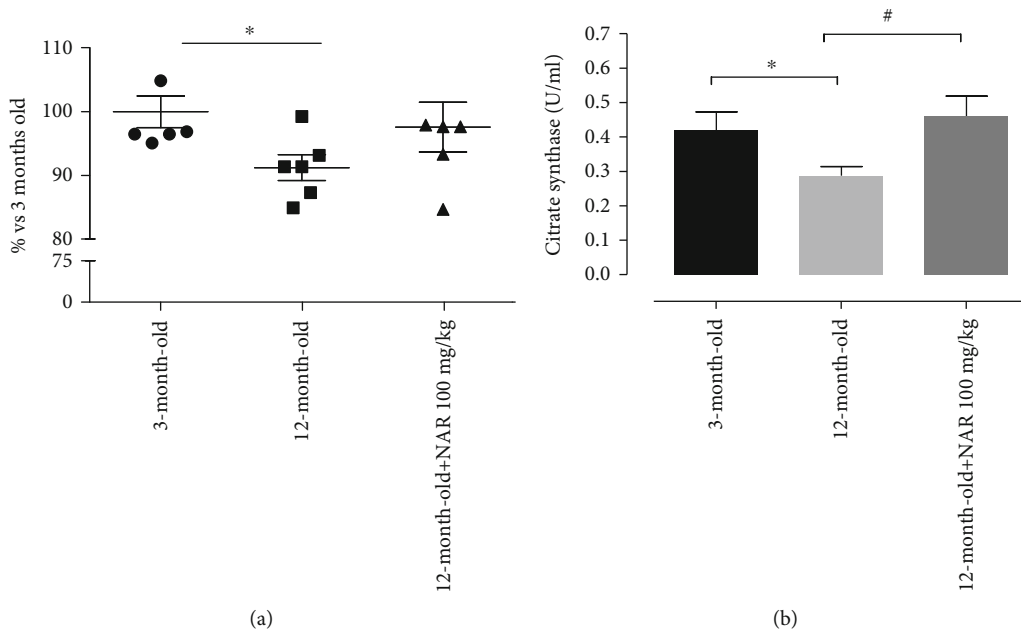 *
110
100
90
80
75
0
% vs 3 months old
3-month-old
12-month-old
12-month-old+NAR 100 mg/kg
(a)
#
*
0.7
0.6
0.5
0.4
0.3
0.2
0.1
0.0
Citrate synthase (U/ml)
3-month-old
12-month-old
12-month-old+NAR 100 mg/kg
(b)